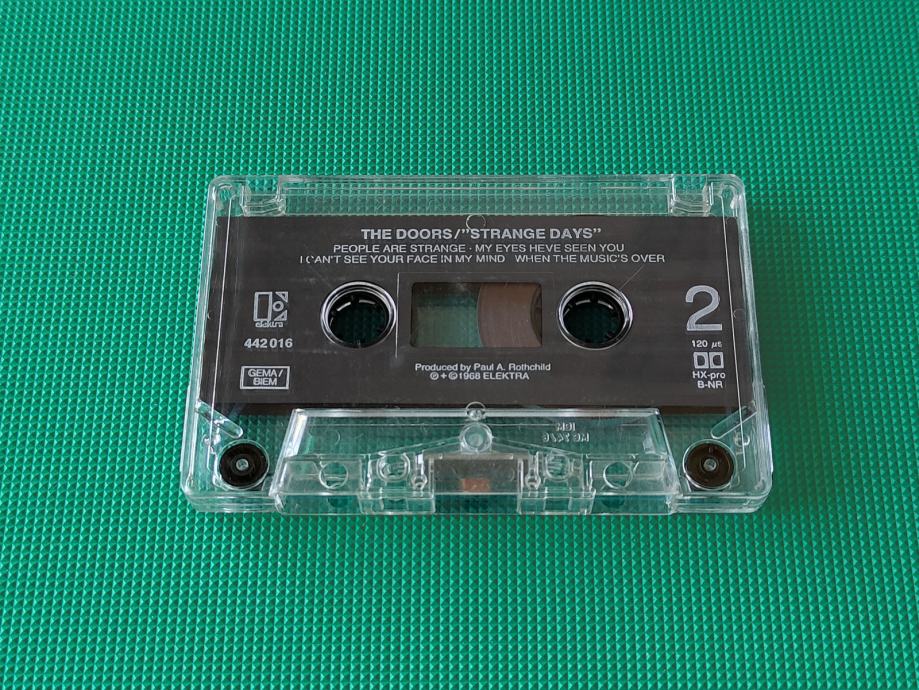 THE DOORS/"STRANGE DAYS"
PEOPLE ARE STRANGE · MY EYES HEVE SEEN YOU
I CAN'T SEE YOUR FACE IN MY MIND WHEN THE MUSIC'S OVER
elektra
442 016
GEMA/
BIEM
Produced by Paul A. Rothchild
℗ + © 1968 ELEKTRA
2
120 µs
HX-pro
B-NR